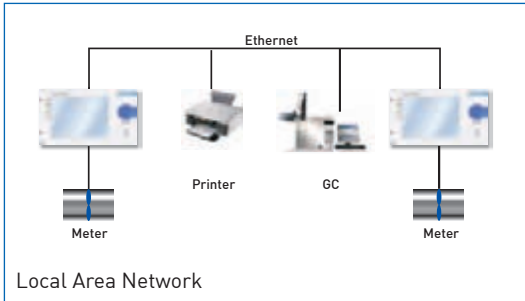 Ethernet
Printer
GC
Meter
Meter
Local Area Network